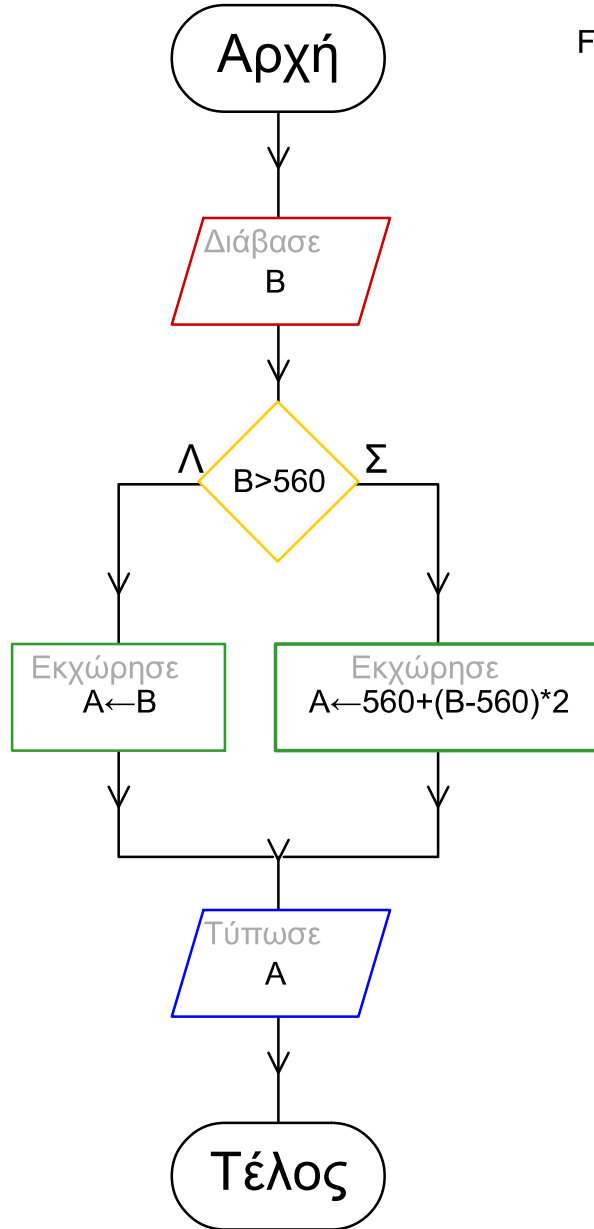 Αρχή
F
Διάβασε
Β
Λ
Β>560
Σ
Εκχώρησε
Α←Β
Εκχώρησε
Α←560+(Β-560)*2
Τύπωσε
Α
Τέλος